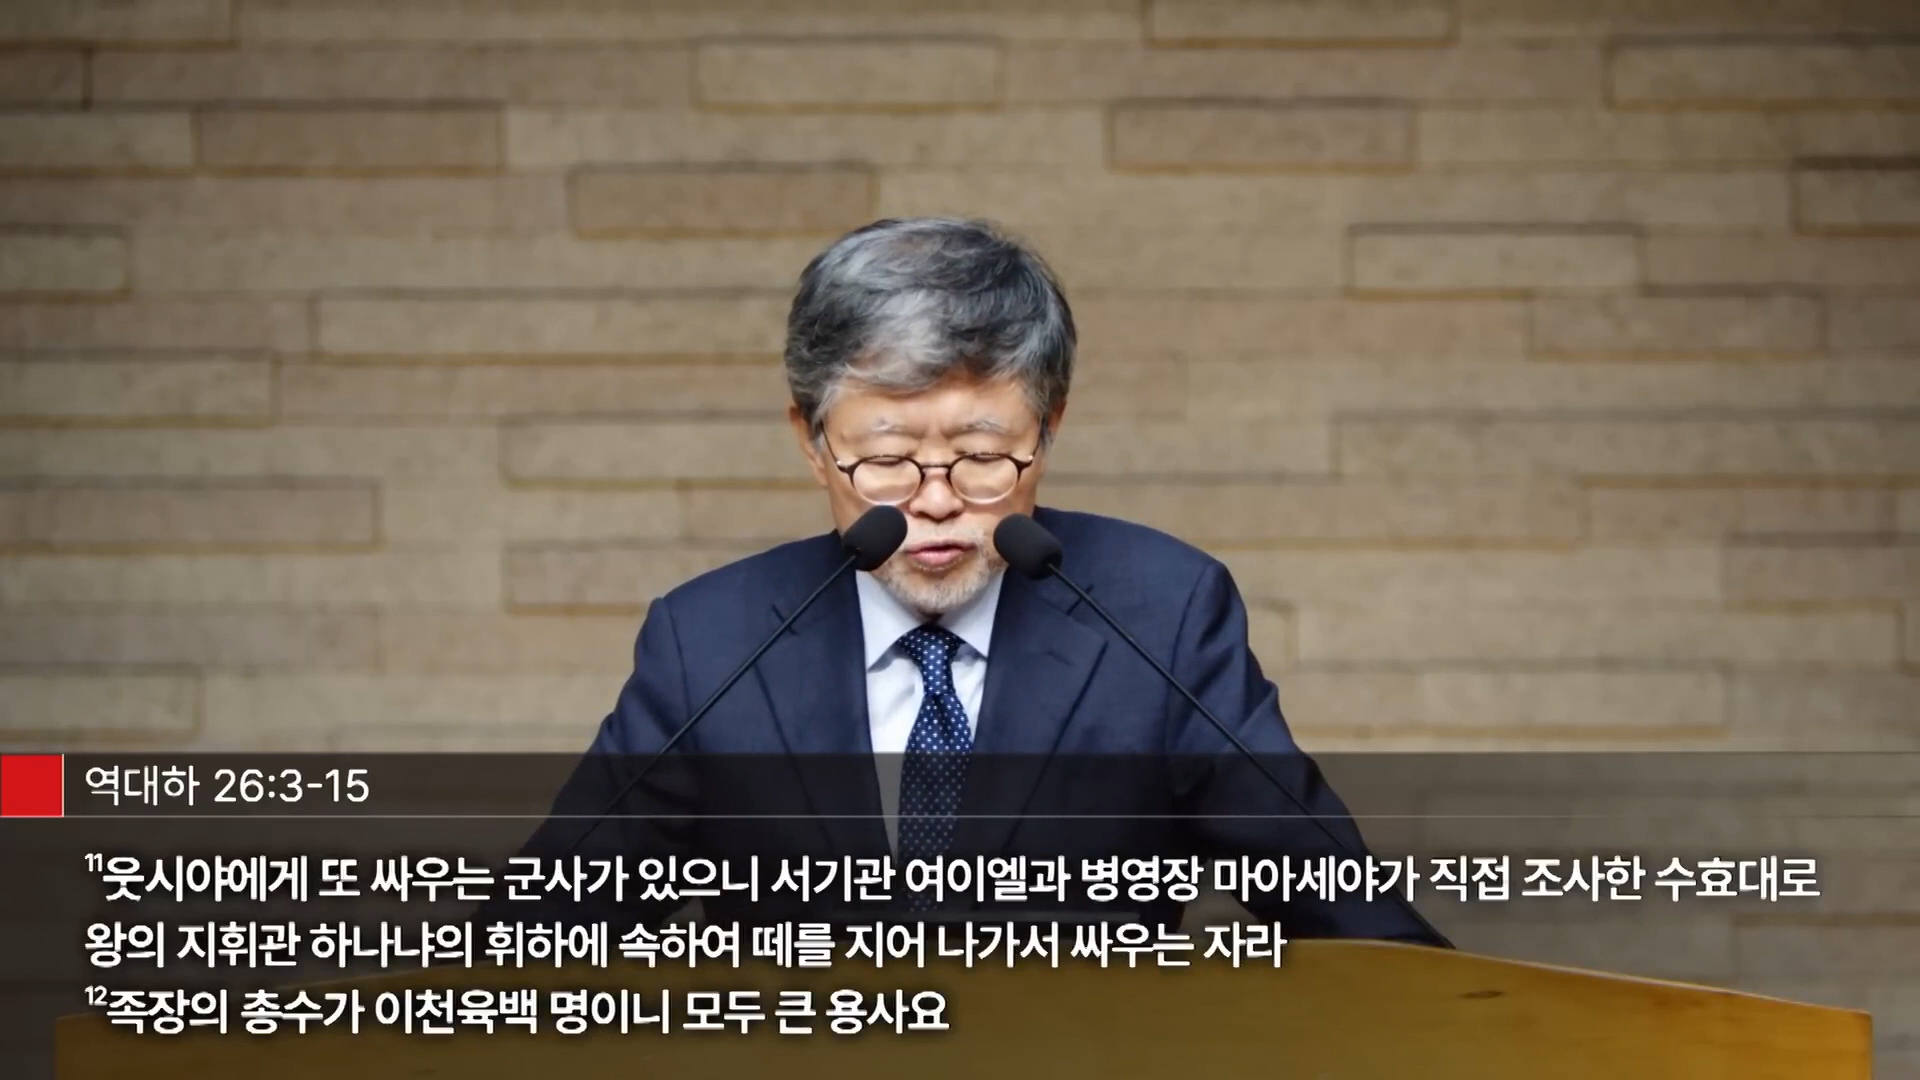 역대하 26:3-15
11웃시야에게 또 싸우는 군사가 있으니 서기관 여이엘과 병영장 마아세야가 직접 조사한 수효대로
왕의 지휘관 하나냐의 휘하에 속하여 떼를 지어 나가서 싸우는 자라
12족장의 총수가 이천육백 명이니 모두 큰 용사요